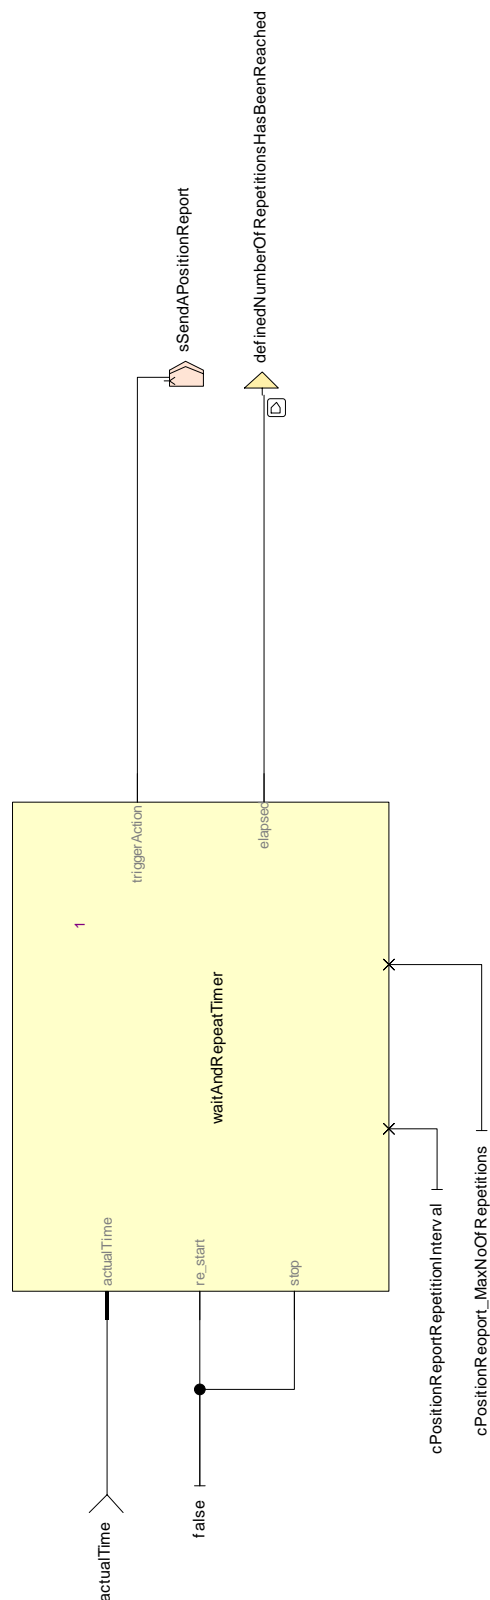 sSendAPositionReport
definedNumberOfRepetitionsHasBeenReached
triggerAction
elapsed
1
waitAndRepeatTimer
actualTime
re_start
stop
actualTime
false
cPositionReportRepetitionInterval
cPositionReoport_MaxNoOfRepetitions